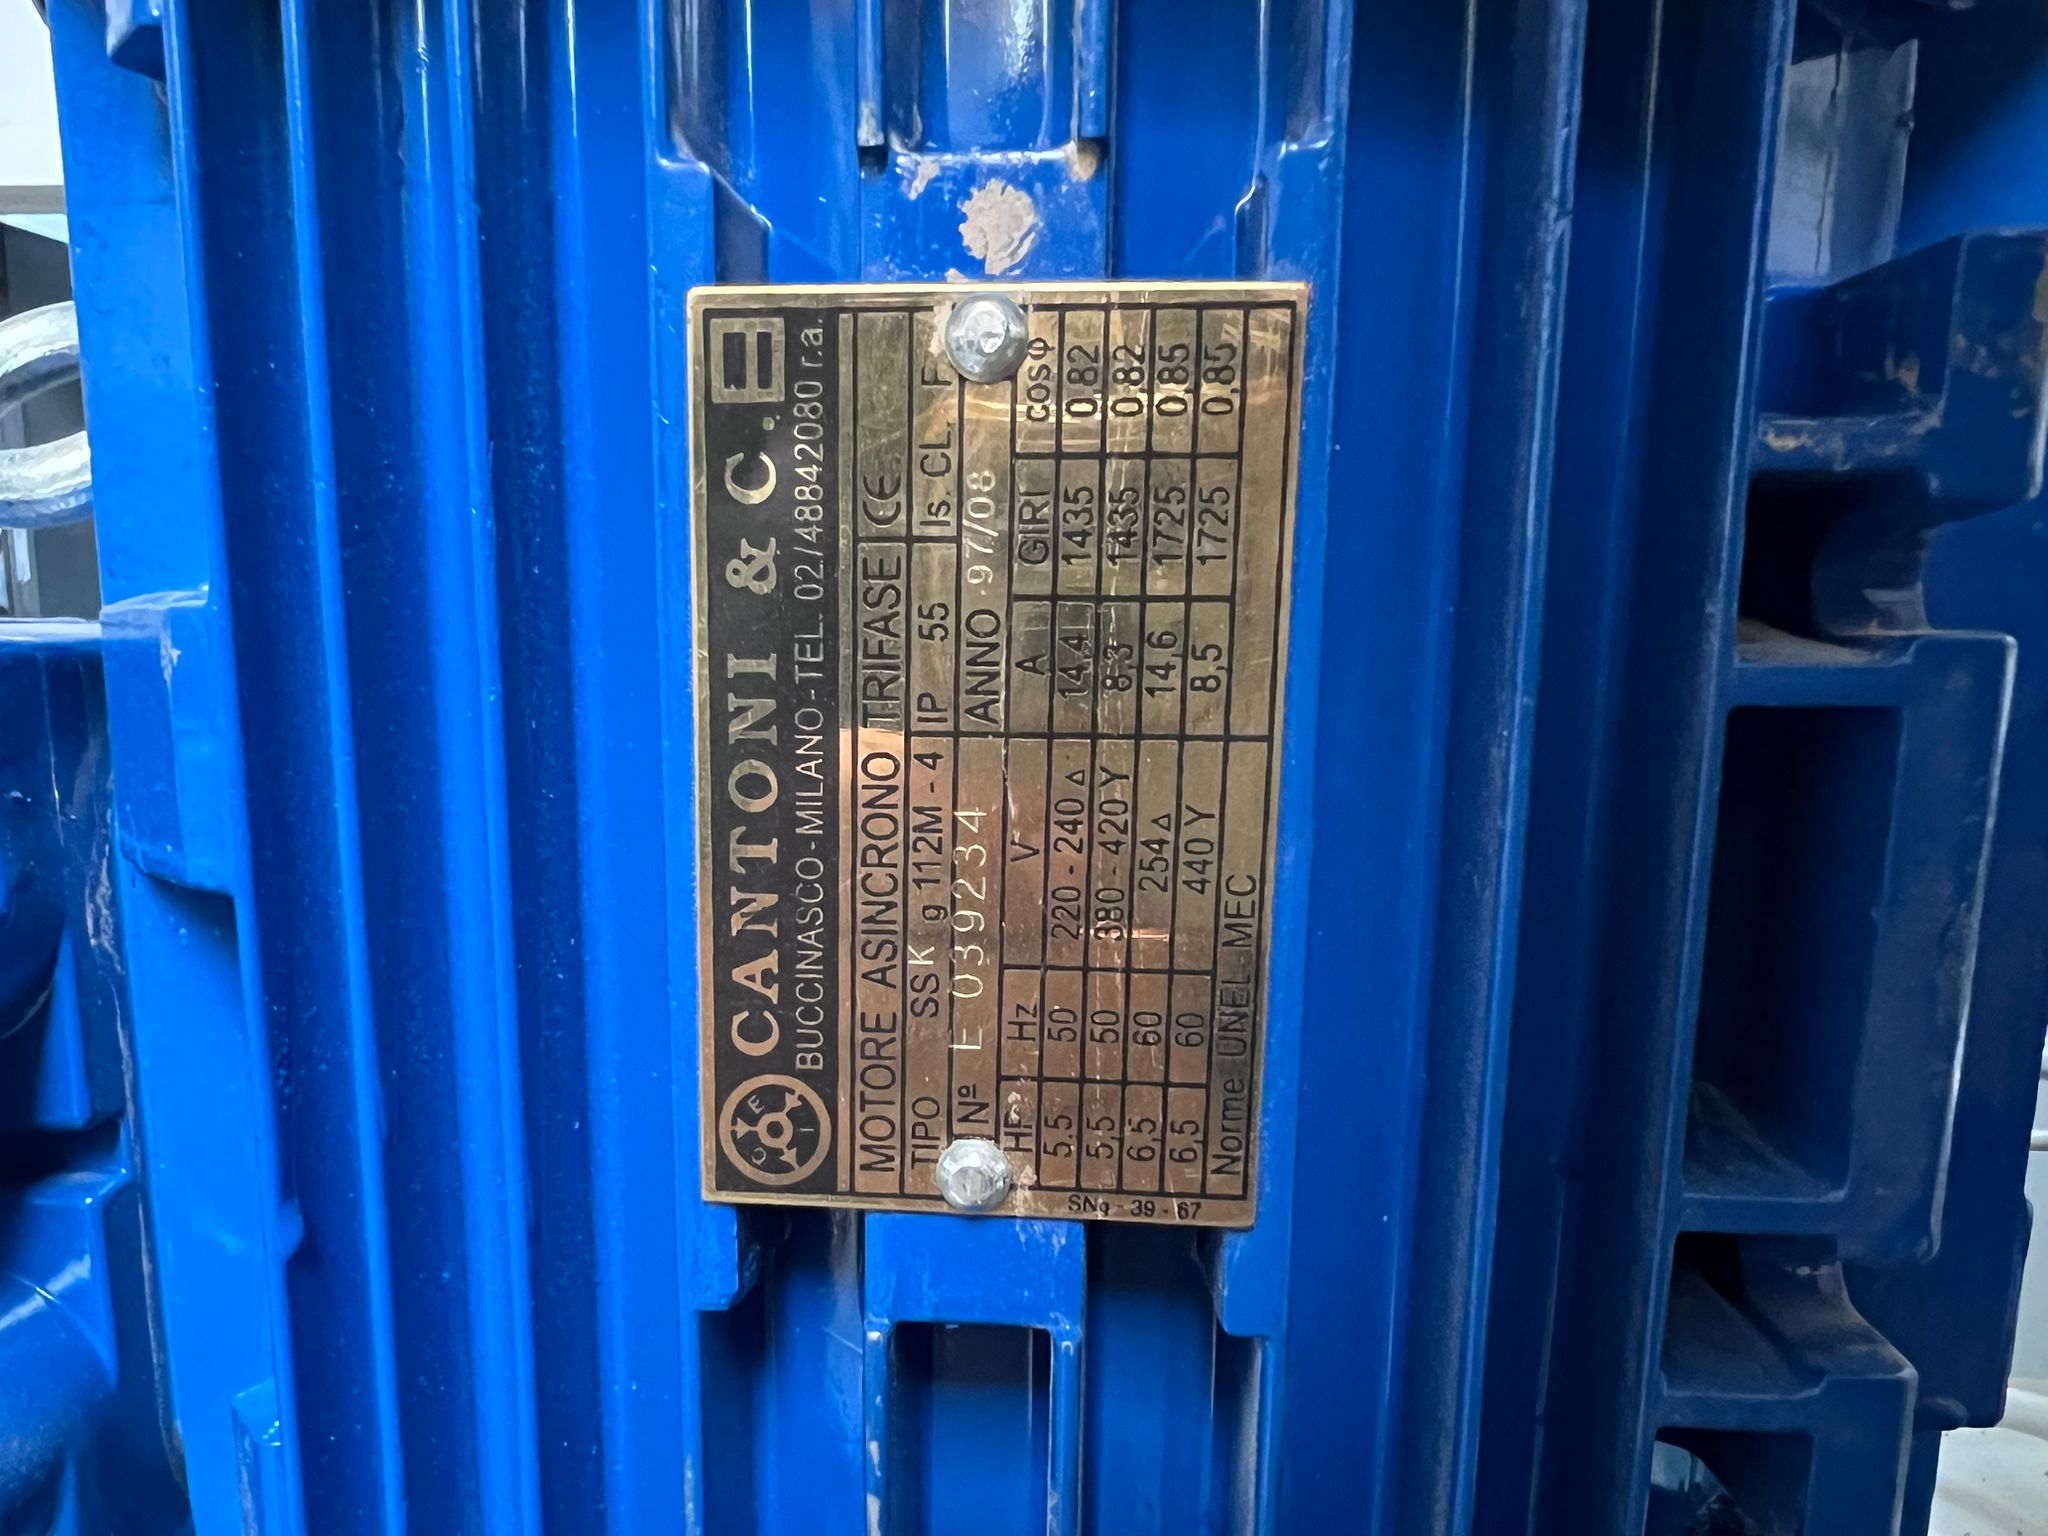 CANTONI & C.
BUCCINASCO-MILANO-TEL. 02/48842080 r.a.
MOTORE ASINCRONO TRIFASE CE
TIPO SSK g 112M - 4 IP 55 Is. CL. F
Nº E 039234 ANNO 97/08
HP Hz V A GIRI cosφ
5,5 50 220 - 240 △ 14,4 1435 0,82
5,5 50 380 - 420 Y 8,3 1435 0,82
6,5 60 254 △ 14,6 1725 0,85
6,5 60 440 Y 8,5 1725 0,85
Norme UNEL-MEC
39 - 67